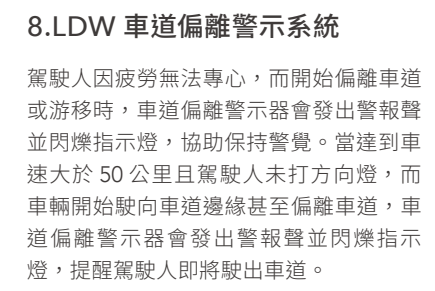 8.LDW 車道偏離警示系統
駕駛人因疲勞無法專心，而開始偏離車道
或游移時，車道偏離警示器會發出警報聲
並閃爍指示燈，協助保持警覺。當達到車
速大於 50 公里且駕駛人未打方向燈，而
車輛開始駛向車道邊緣甚至偏離車道，車
道偏離警示器會發出警報聲並閃爍指示
燈，提醒駕駛人即將駛出車道。